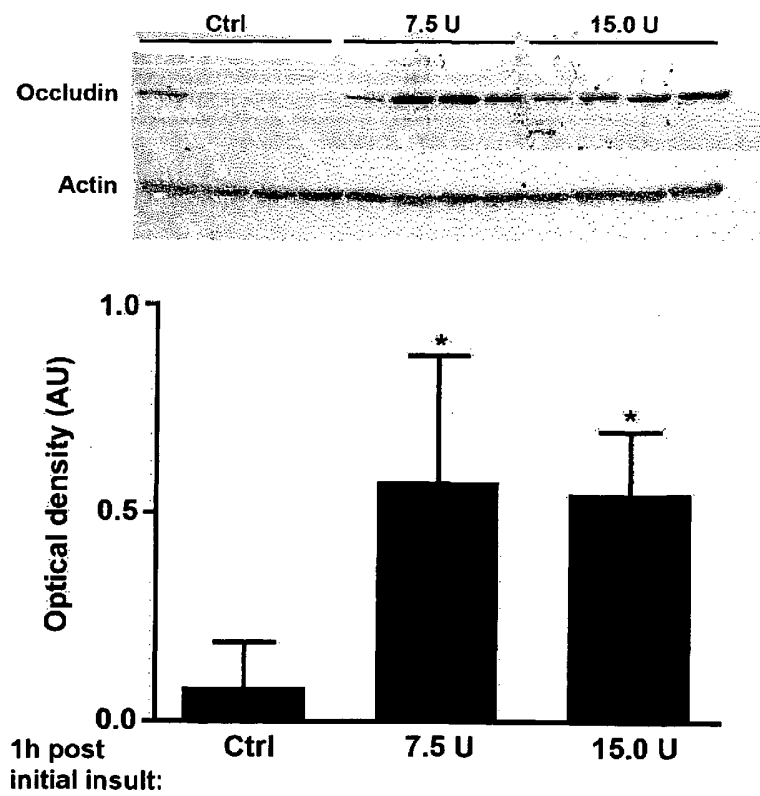 Ctrl 7.5 U 15.0 U
Occludin
Actin
1.0
*
*
Optical density (AU)
0.5
0.0
1h post
initial insult:
Ctrl 7.5 U 15.0 U